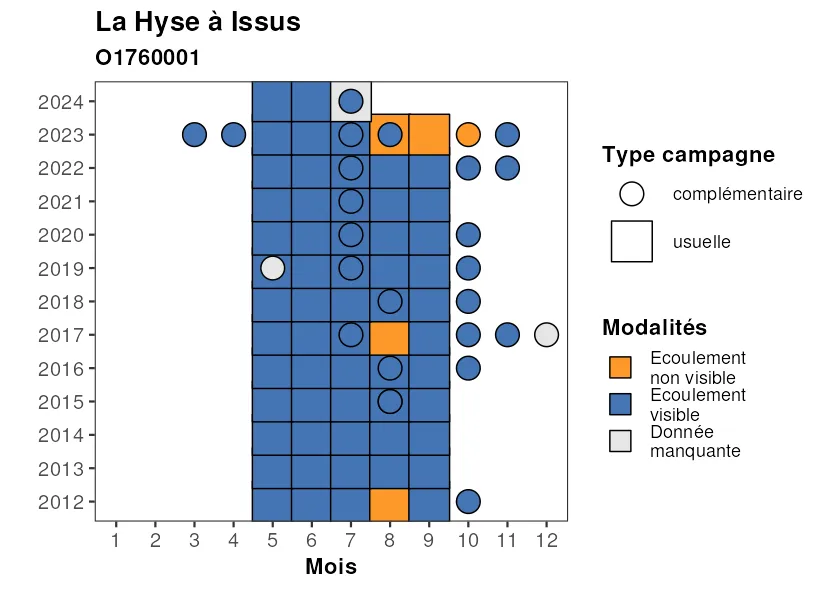 La Hyse à Issus
O1760001
2024
2023
2022
2021
2020
2019
2018
2017
2016
2015
2014
2013
2012
1 2 3 4 5 6 7 8 9 10 11 12
Mois
Type campagne
complémentaire
usuelle
Modalités
Ecoulement
non visible
Ecoulement
visible
Donnée
manquante